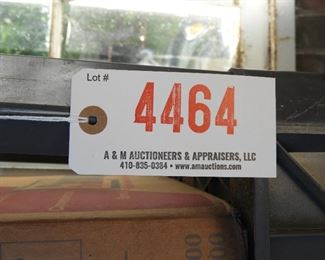 Lot #
4464
A & M AUCTIONEERS & APPRAISERS, LLC
410-835-0384 • www.amauctions.com